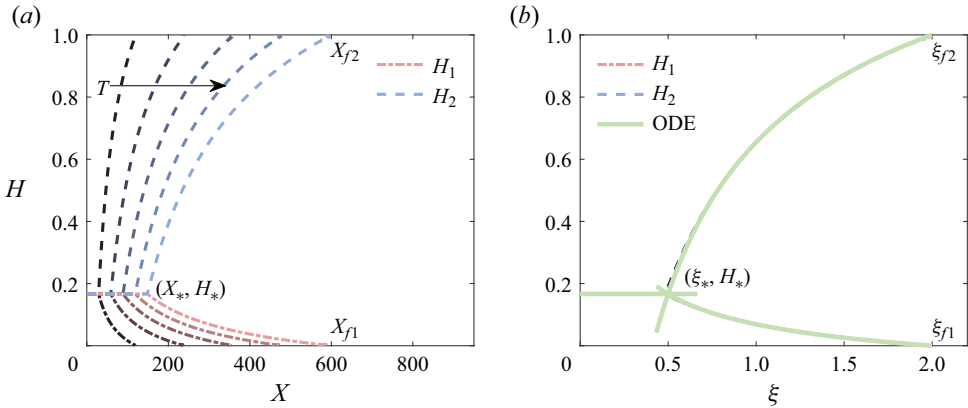 (a)
1.0
0.8
0.6
0.4
0.2
0
200
400
600
800
H
X
T
X_{f2}
H_1
H_2
(X_*, H_*)
X_{f1}
(b)
1.0
0.8
0.6
0.4
0.2
0
0.5
1.0
1.5
2.0
ξ
ξ_{f2}
H_1
H_2
ODE
(ξ_*, H_*)
ξ_{f1}